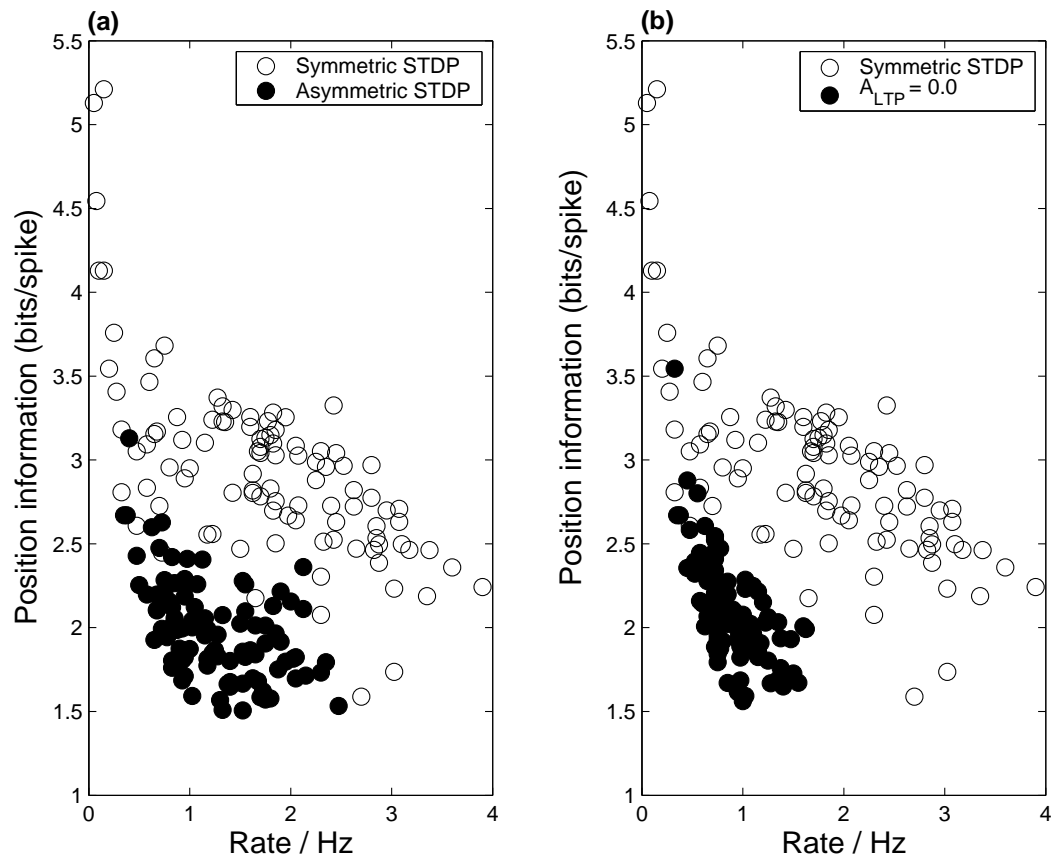 (a)
Symmetric STDP
Asymmetric STDP
5.5
5
4.5
4
3.5
3
2.5
2
1.5
1
0 1 2 3 4
Position information (bits/spike)
Rate / Hz
(b)
Symmetric STDP
A_LTP = 0.0
5.5
5
4.5
4
3.5
3
2.5
2
1.5
1
0 1 2 3 4
Position information (bits/spike)
Rate / Hz